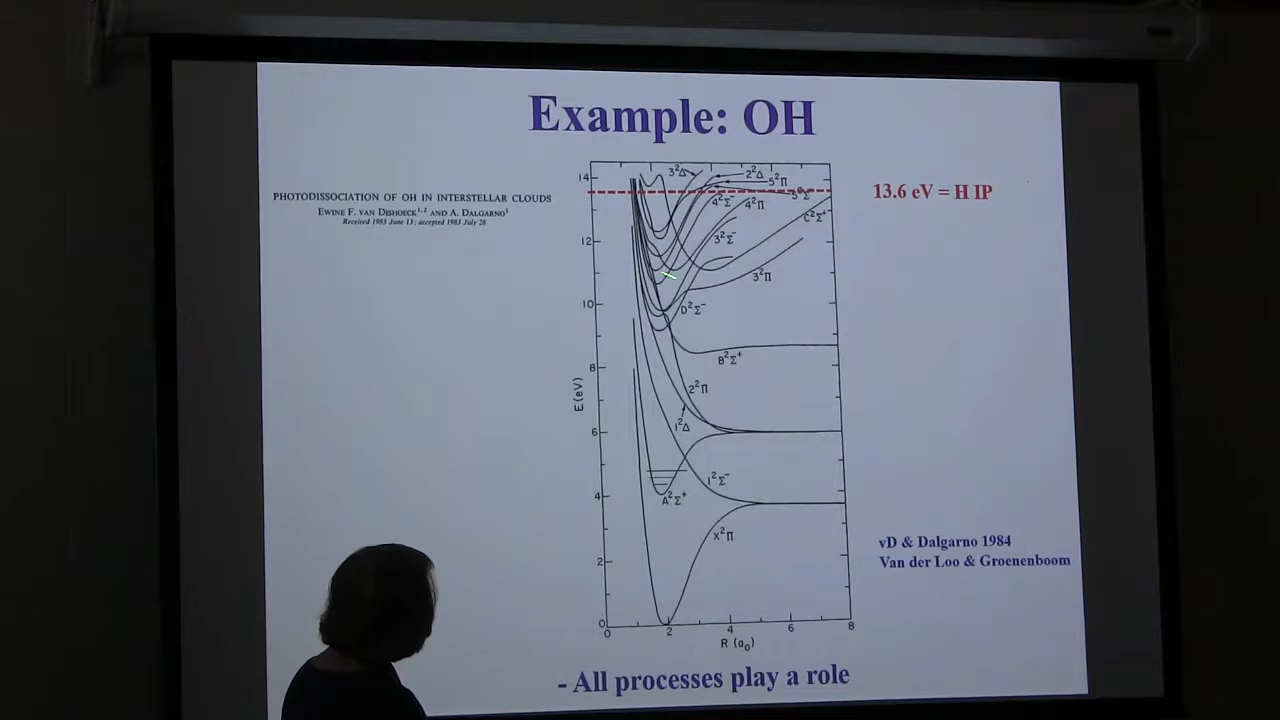 Example: OH
PHOTODISSOCIATION OF OH IN INTERSTELLAR CLOUDS
EWINE F. VAN DISHOECK¹,² AND A. DALGARNO¹
Received 1983 June 13; accepted 1983 July 28
13.6 eV = H IP
14
12
10
8
6
4
2
0
E (eV)
3²Δ
2²Δ
5²Π
5²Σ⁻
4²Σ⁻
4²Π
C²Σ⁺
3²Σ⁻
3²Π
D²Σ⁻
B²Σ⁺
2²Π
1²Δ
1²Σ⁻
A²Σ⁺
X²Π
0
2
4
6
8
R (a₀)
vD & Dalgarno 1984
Van der Loo & Groenenboom
- All processes play a role